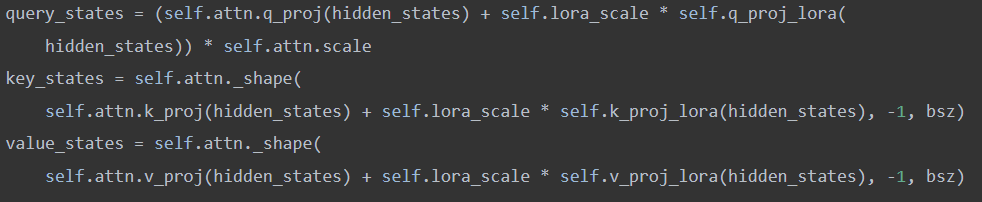 query_states = (self.attn.q_proj(hidden_states) + self.lora_scale * self.q_proj_lora(
    hidden_states)) * self.attn.scale
key_states = self.attn._shape(
    self.attn.k_proj(hidden_states) + self.lora_scale * self.k_proj_lora(hidden_states), -1, bsz)
value_states = self.attn._shape(
    self.attn.v_proj(hidden_states) + self.lora_scale * self.v_proj_lora(hidden_states), -1, bsz)